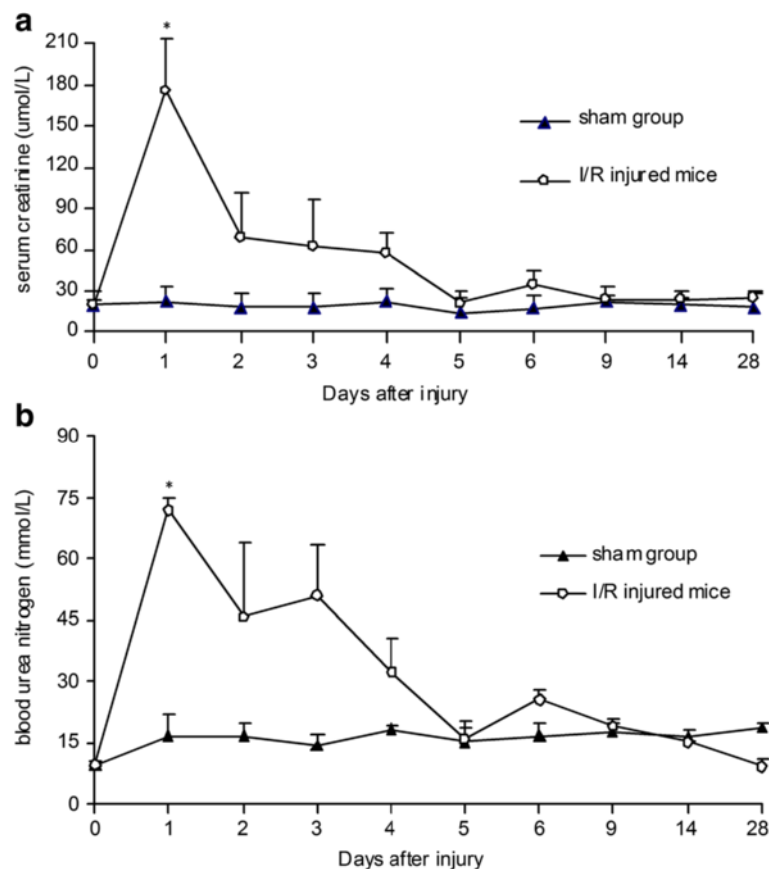 a
*
210
180
150
120
90
60
30
0
serum creatinine (umol/L)
sham group
I/R injured mice
0 1 2 3 4 5 6 9 14 28
Days after injury
b
90
75
60
45
30
15
0
*
blood urea nitrogen (mmol/L)
sham group
I/R injured mice
0 1 2 3 4 5 6 9 14 28
Days after injury